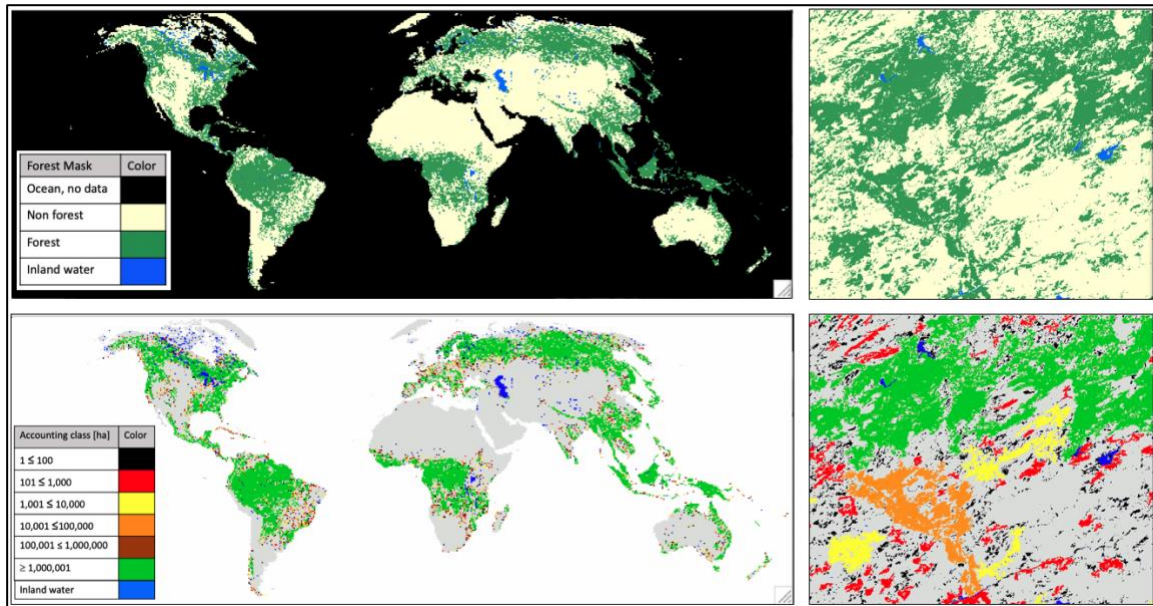 Forest Mask Color
Ocean, no data
Non forest
Forest
Inland water
Accounting class [ha] Color
1 ≤ 100
101 ≤ 1,000
1,001 ≤ 10,000
10,001 ≤100,000
100,001 ≤ 1,000,000
≥ 1,000,001
Inland water